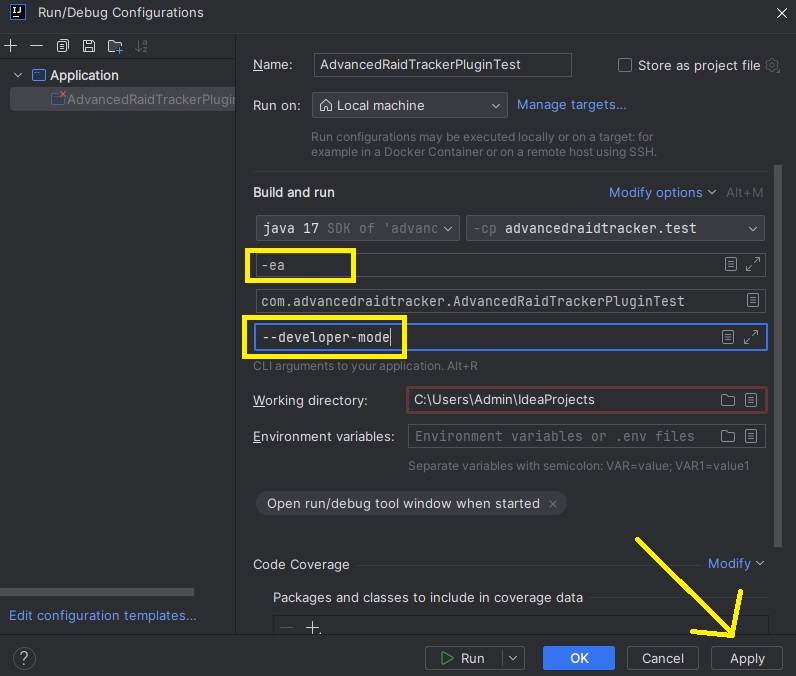 IJ Run/Debug Configurations
Application
AdvancedRaidTrackerPlugin
Name: AdvancedRaidTrackerPluginTest Store as project file
Run on: Local machine Manage targets...
Run configurations may be executed locally or on a target: for
example in a Docker Container or on a remote host using SSH.
Build and run Modify options Alt+M
java 17 SDK of 'advanc -cp advancedraidtracker.test
-ea
com.advancedraidtracker.AdvancedRaidTrackerPluginTest
--developer-mode
CLI arguments to your application. Alt+R
Working directory: C:\Users\Admin\IdeaProjects
Environment variables: Environment variables or .env files
Separate variables with semicolon: VAR=value; VAR1=value1
Open run/debug tool window when started
Code Coverage Modify
Packages and classes to include in coverage data
Edit configuration templates...
? Run OK Cancel Apply